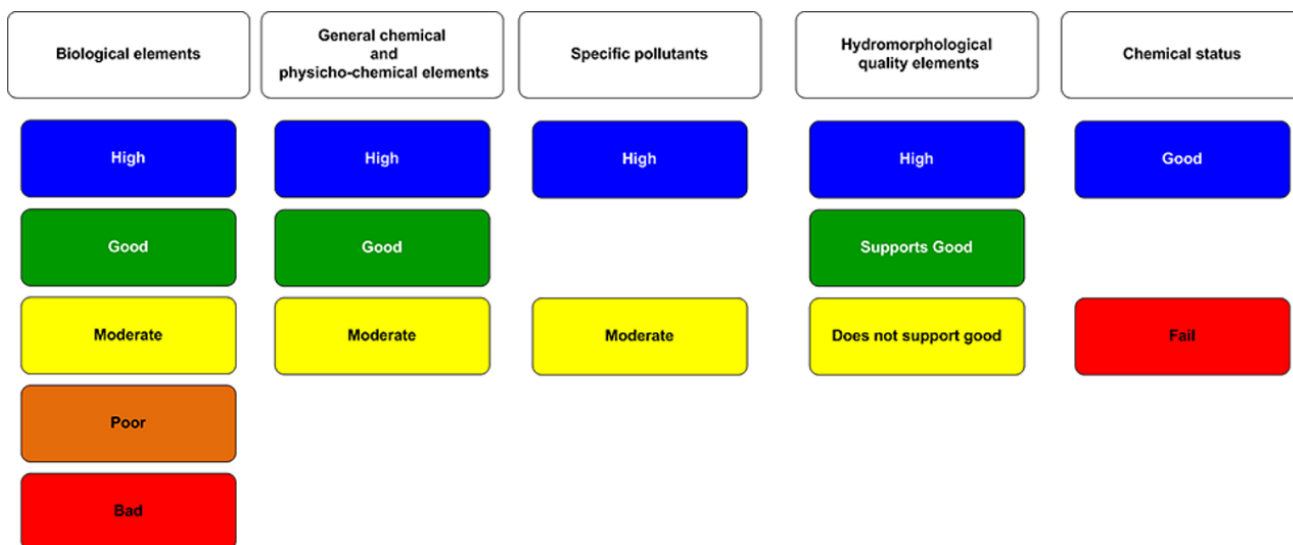 Biological elements
General chemical
and
physicho-chemical elements
Specific pollutants
Hydromorphological
quality elements
Chemical status
High
High
High
High
Good
Good
Good
Supports Good
Moderate
Moderate
Moderate
Does not support good
Fail
Poor
Bad